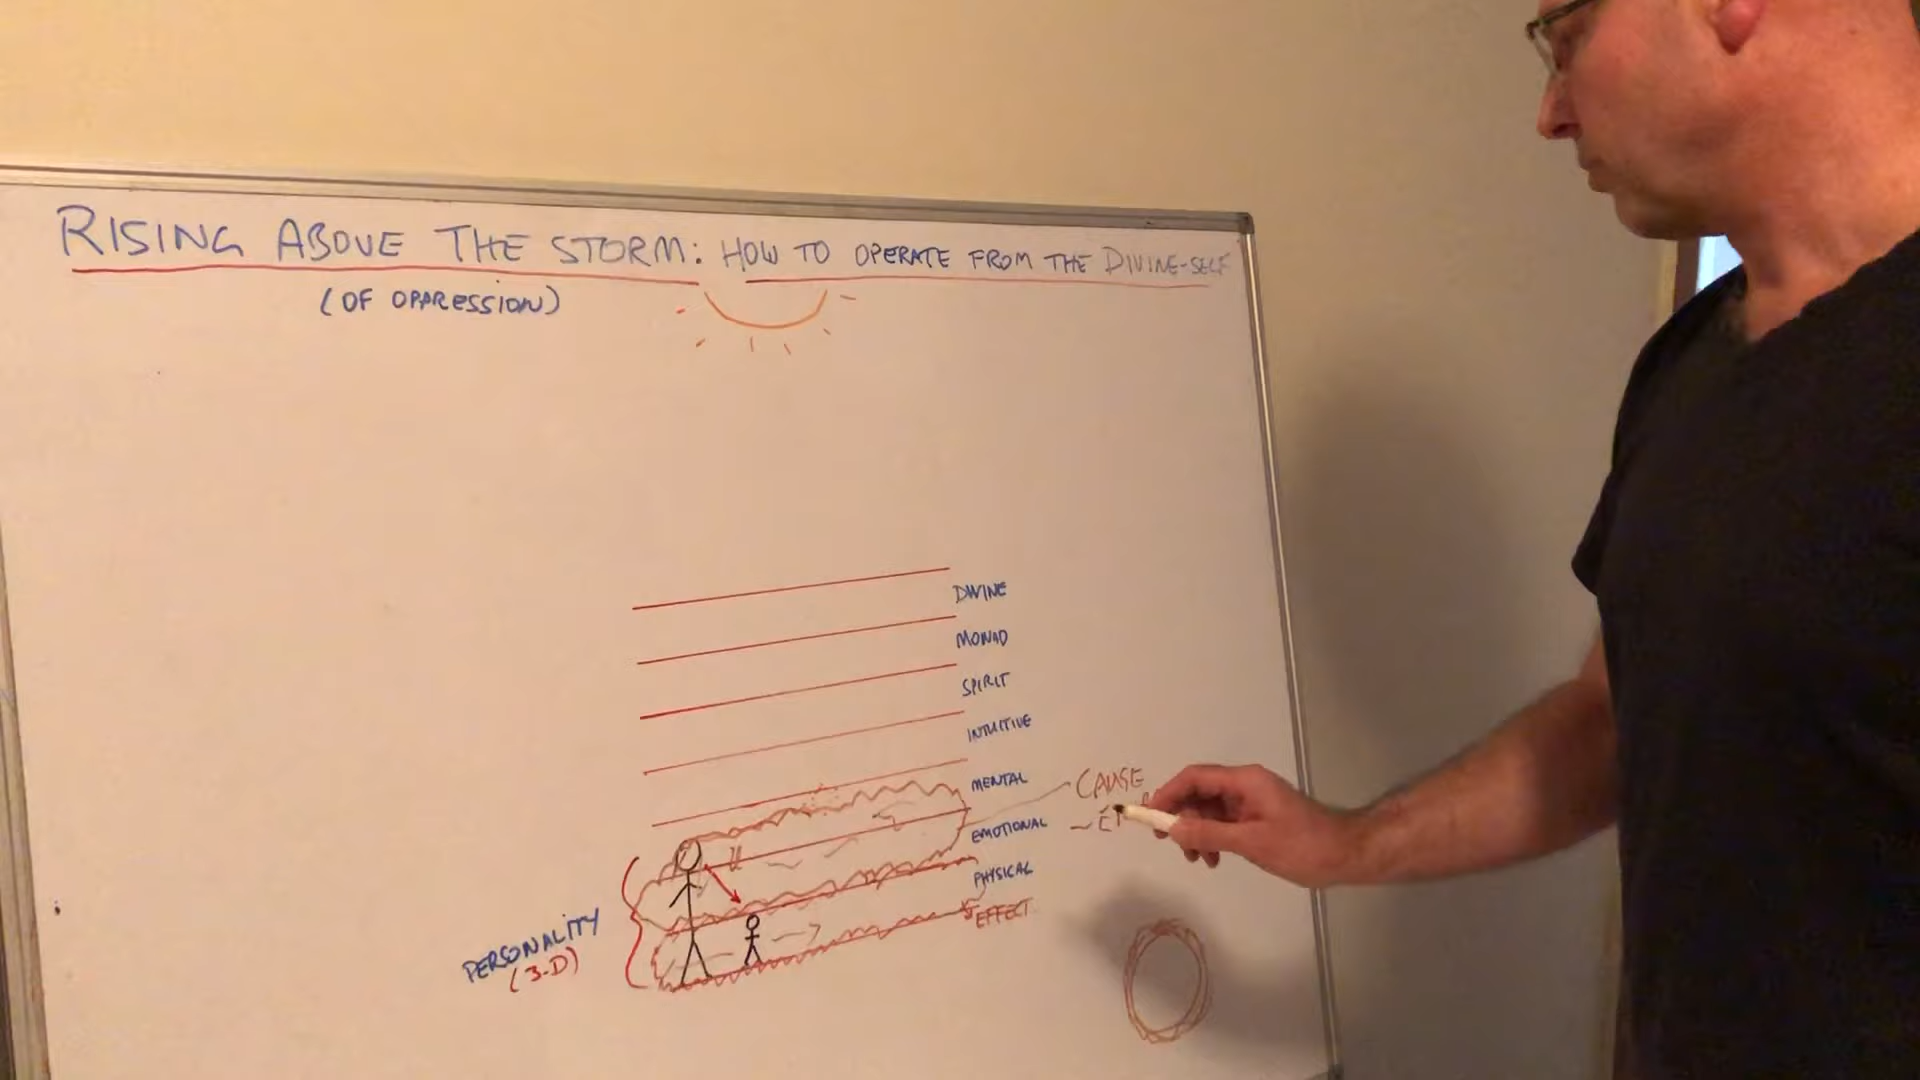 RISING ABOVE THE STORM: HOW TO OPERATE FROM THE DIVINE-SELF
(OF OPPRESSION)
DIVINE
MONAD
SPIRIT
INTUITIVE
MENTAL
CAUSE
EMOTIONAL
PHYSICAL
EFFECT
PERSONALITY
(3-D)